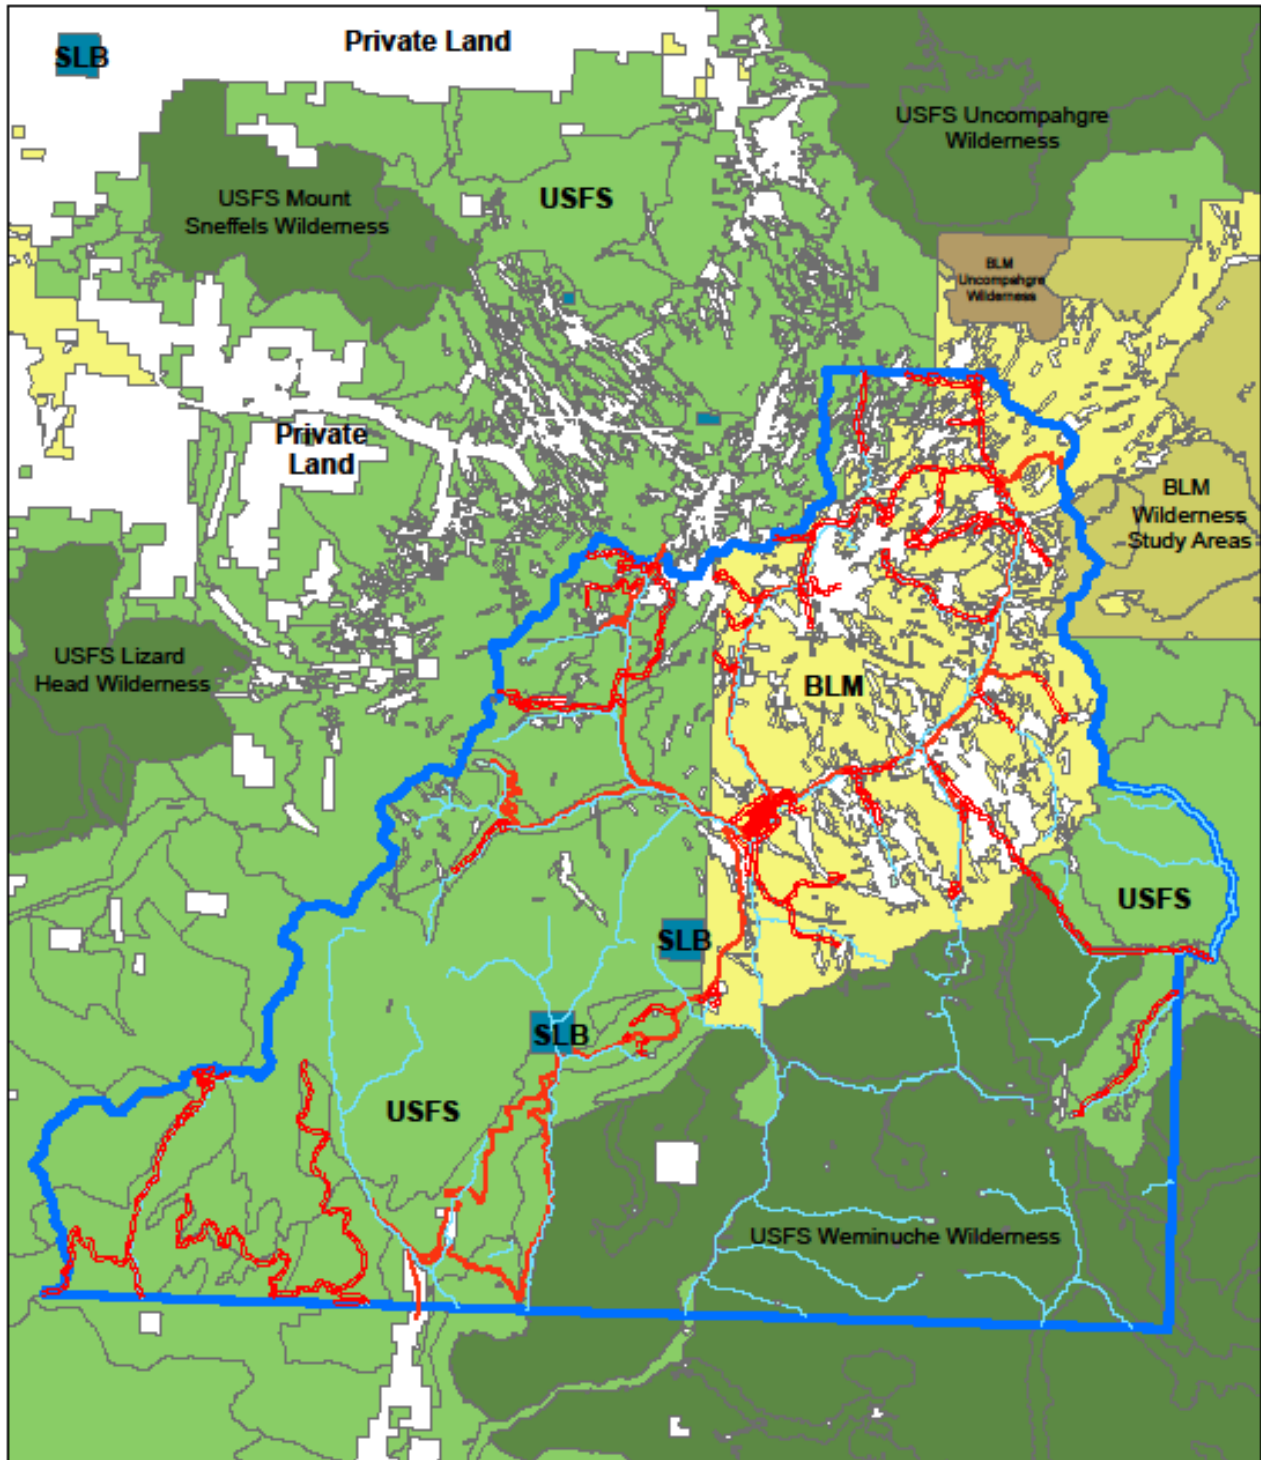 Private Land
SLB
USFS Uncompahgre
Wilderness
USFS Mount
Sneffels Wilderness
USFS
BLM
Uncompahgre
Wilderness
Private
Land
BLM
Wilderness
Study Areas
USFS Lizard
Head Wilderness
BLM
USFS
SLB
SLB
USFS
USFS Weminuche Wilderness